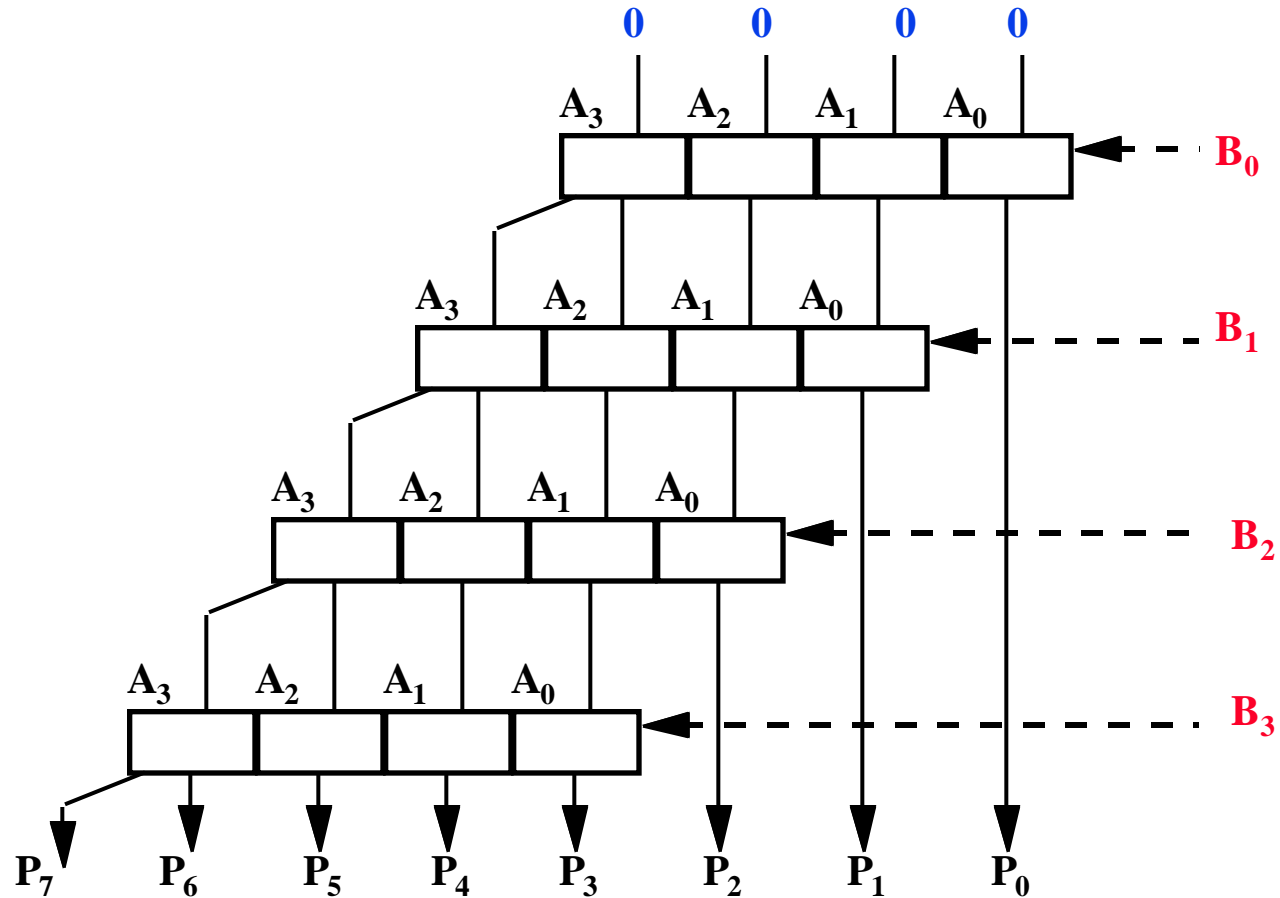 0 0 0 0
A₃ A₂ A₁ A₀
B₀
A₃ A₂ A₁ A₀
B₁
A₃ A₂ A₁ A₀
B₂
A₃ A₂ A₁ A₀
B₃
P₇ P₆ P₅ P₄ P₃ P₂ P₁ P₀